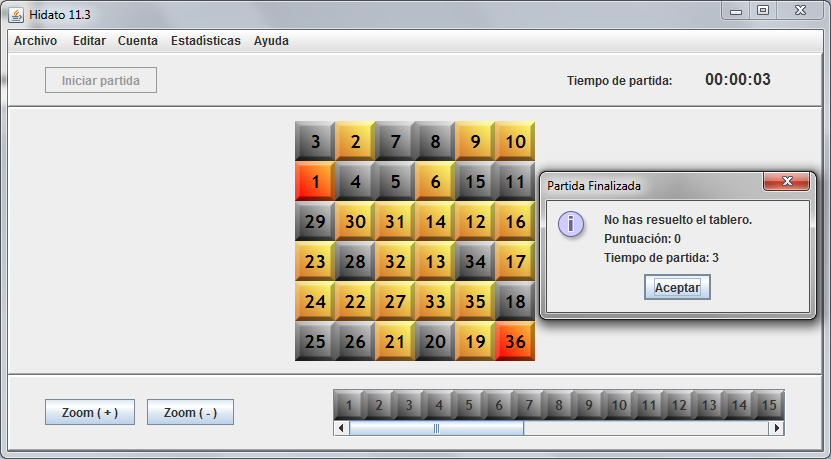 Hidato 11.3
Archivo Editar Cuenta Estadísticas Ayuda
Iniciar partida Tiempo de partida: 00:00:03
3 2 7 8 9 10
1 4 5 6 15 11
29 30 31 14 12 16
23 28 32 13 34 17
24 22 27 33 35 18
25 26 21 20 19 36
Partida Finalizada
No has resuelto el tablero.
Puntuación: 0
Tiempo de partida: 3
Aceptar
Zoom ( + ) Zoom ( - ) 1 2 3 4 5 6 7 8 9 10 11 12 13 14 15